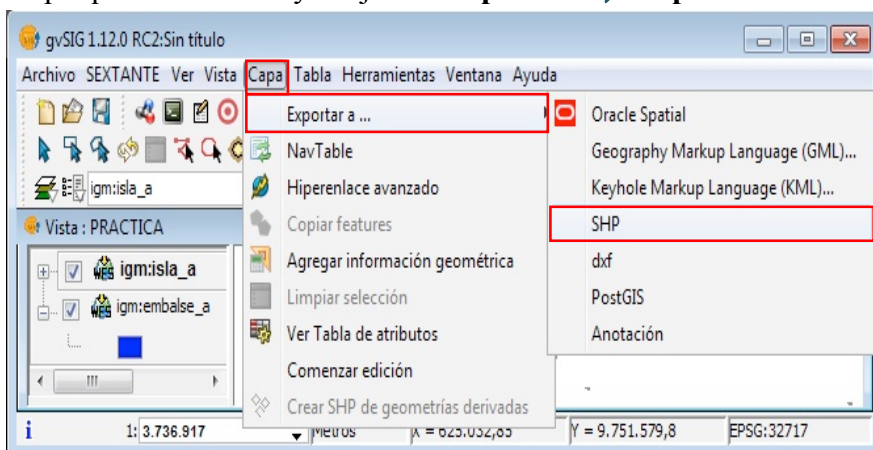 gvSIG 1.12.0 RC2:Sin título
Archivo SEXTANTE Ver Vista Capa Tabla Herramientas Ventana Ayuda
Exportar a ...
Oracle Spatial
NavTable
Geography Markup Language (GML)...
igm:isla_a
Hiperenlace avanzado
Keyhole Markup Language (KML)...
Vista : PRACTICA
Copiar features
SHP
igm:isla_a
Agregar información geométrica
dxf
igm:embalse_a
Limpiar selección
PostGIS
Ver Tabla de atributos
Anotación
Comenzar edición
Crear SHP de geometrías derivadas
1: 3.736.917 Metros X = 625.032,85 Y = 9.751.579,8 EPSG:32717